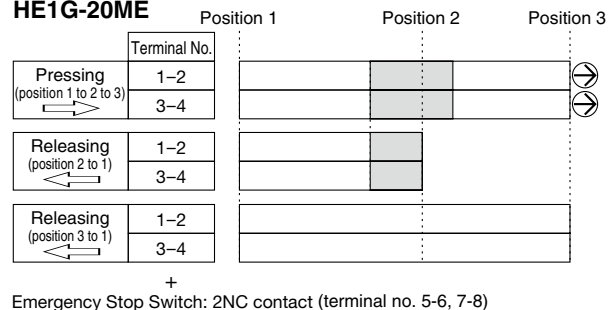 HE1G-20ME
Position 1 Position 2 Position 3
Terminal No.
Pressing
(position 1 to 2 to 3)
1–2
3–4
Releasing
(position 2 to 1)
1–2
3–4
Releasing
(position 3 to 1)
1–2
3–4
+
Emergency Stop Switch: 2NC contact (terminal no. 5-6, 7-8)